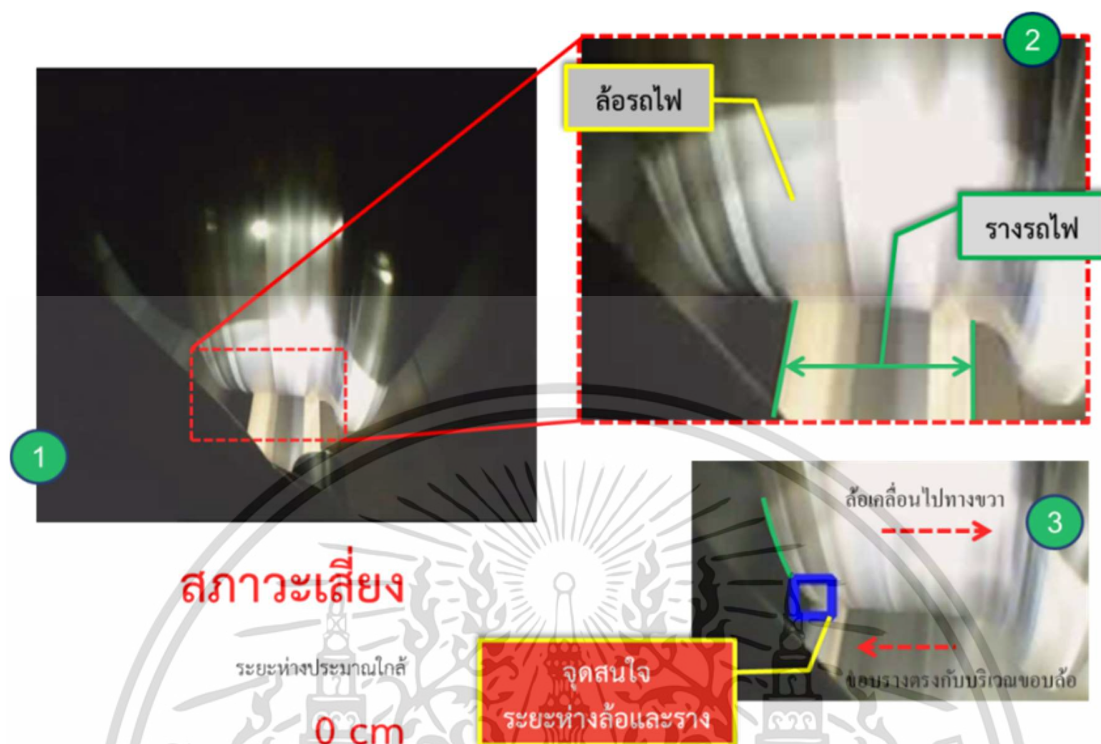 1
2
ล้อรถไฟ
รางรถไฟ
3
ล้อเคลื่อนไปทางขวา
ขอบรางตรงกับบริเวณขอบล้อ
สภาวะเสี่ยง
ระยะห่างประมาณใกล้
0 cm
จุดสนใจ
ระยะห่างล้อและราง